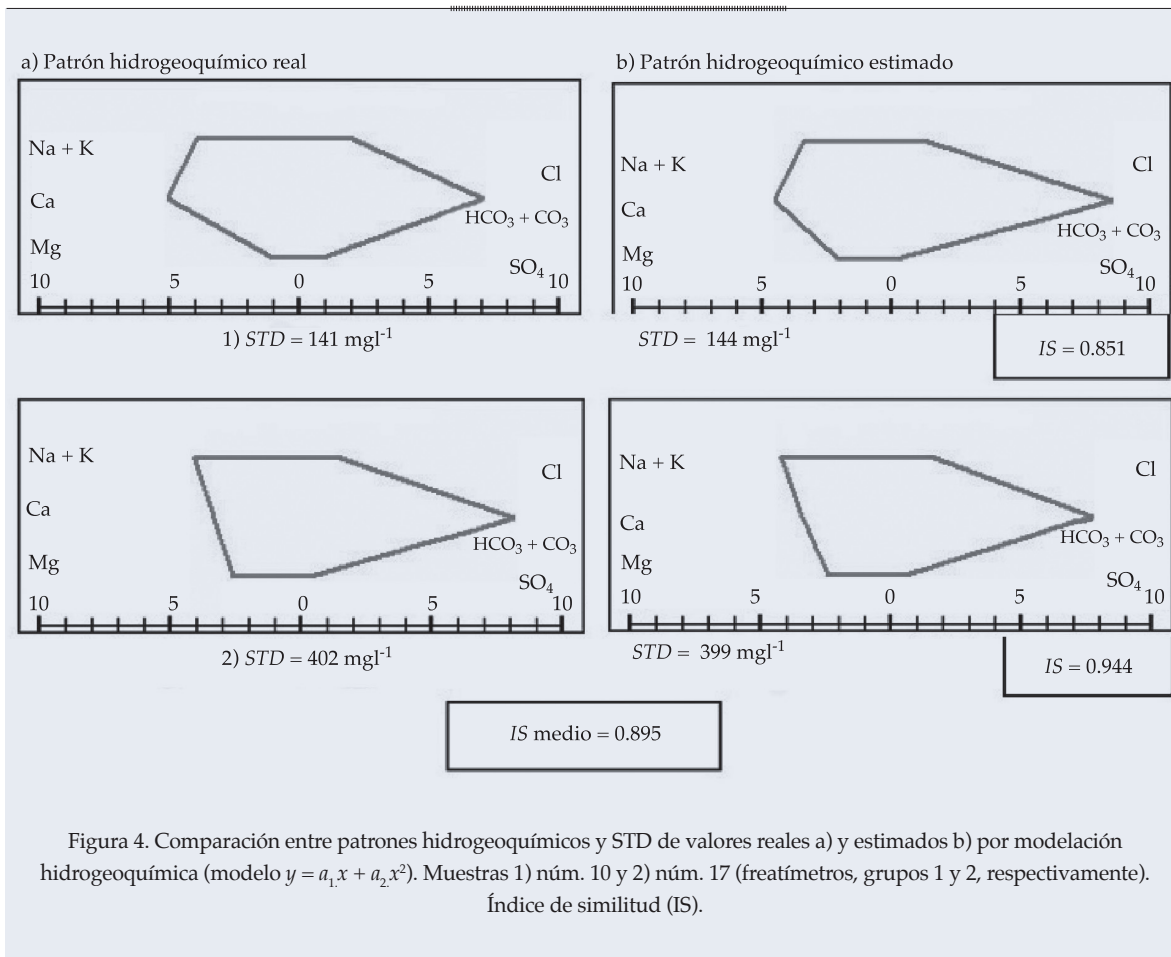 a) Patrón hidrogeoquímico real
Na + K
Cl
Ca
HCO₃ + CO₃
Mg
SO₄
10 5 0 5 10
1) STD = 141 mgl⁻¹
b) Patrón hidrogeoquímico estimado
Na + K
Cl
Ca
HCO₃ + CO₃
Mg
SO₄
10 5 0 5 10
STD = 144 mgl⁻¹
IS = 0.851
Na + K
Cl
Ca
HCO₃ + CO₃
Mg
SO₄
10 5 0 5 10
2) STD = 402 mgl⁻¹
Na + K
Cl
Ca
HCO₃ + CO₃
Mg
SO₄
10 5 0 5 10
STD = 399 mgl⁻¹
IS = 0.944
IS medio = 0.895
Figura 4. Comparación entre patrones hidrogeoquímicos y STD de valores reales a) y estimados b) por modelación
hidrogeoquímica (modelo y = a₁.x + a₂.x²). Muestras 1) núm. 10 y 2) núm. 17 (freatímetros, grupos 1 y 2, respectivamente).
Índice de similitud (IS).